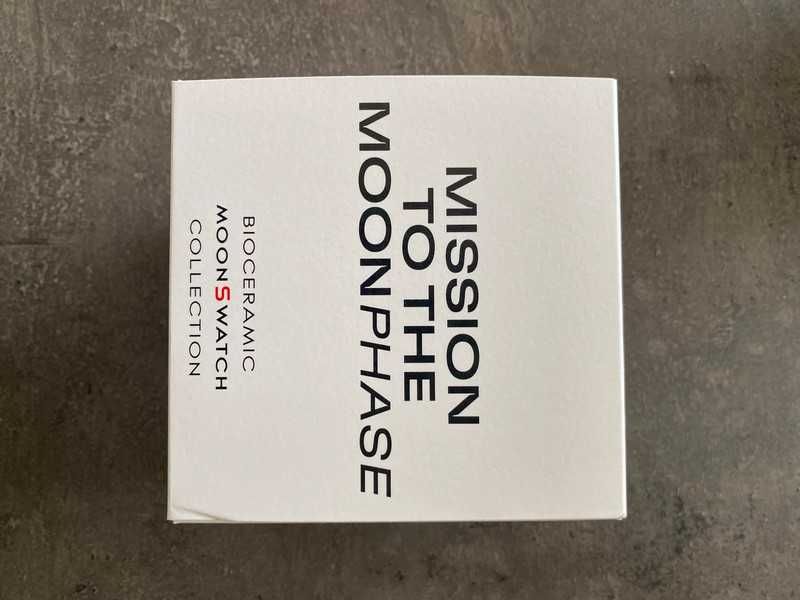 MISSION
TO THE
MOONPHASE
BIOCERAMIC
MOONSWATCH
COLLECTION